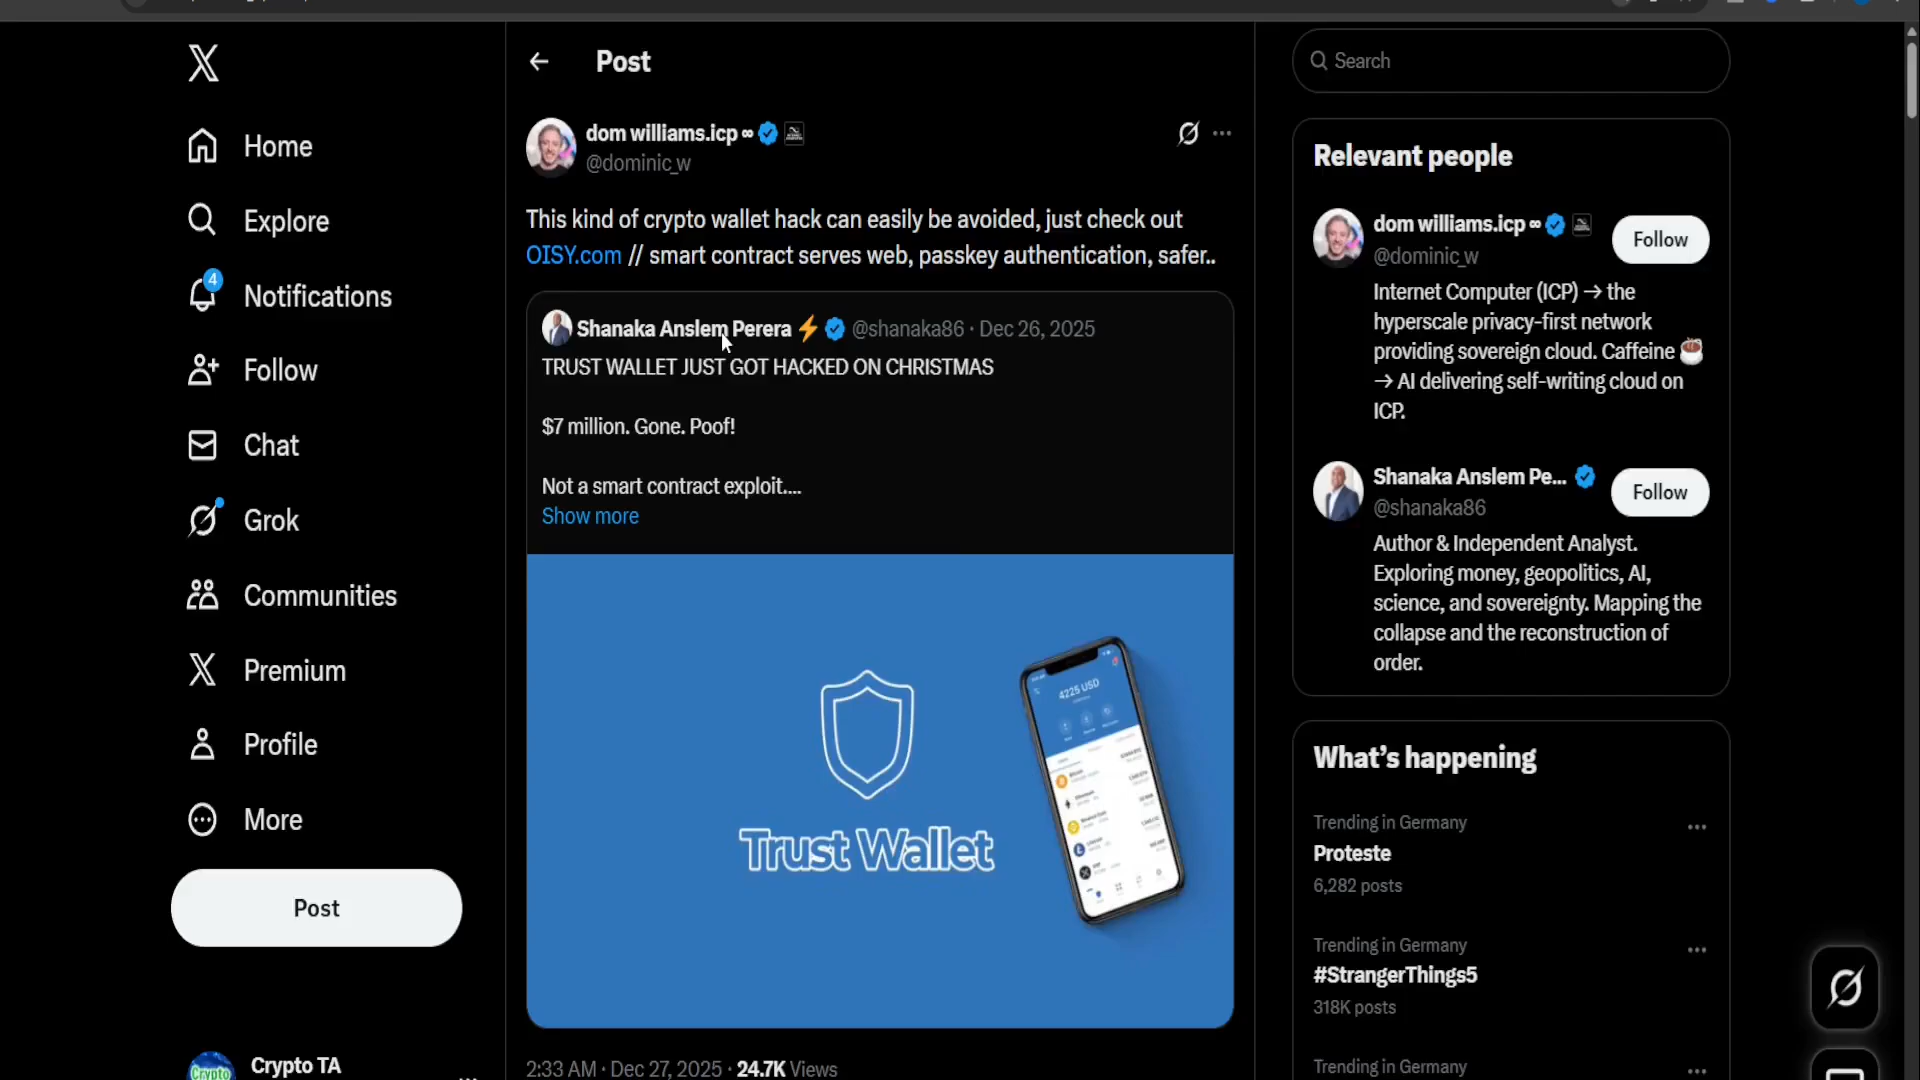 Home
Explore
4
Notifications
Follow
Chat
Grok
Communities
Premium
Profile
More
Post
Crypto
Crypto TA
Post
dom williams.icp ∞
@dominic_w
This kind of crypto wallet hack can easily be avoided, just check out
OISY.com // smart contract serves web, passkey authentication, safer..
Shanaka Anslem Perera ⚡ @shanaka86 · Dec 26, 2025
TRUST WALLET JUST GOT HACKED ON CHRISTMAS
$7 million. Gone. Poof!
Not a smart contract exploit....
Show more
Trust Wallet
4225 USD
2:33 AM · Dec 27, 2025 · 24.7K Views
Search
Relevant people
dom williams.icp ∞
@dominic_w
Follow
Internet Computer (ICP) → the
hyperscale privacy-first network
providing sovereign cloud. Caffeine ☕
→ AI delivering self-writing cloud on
ICP.
Shanaka Anslem Pe...
@shanaka86
Follow
Author & Independent Analyst.
Exploring money, geopolitics, AI,
science, and sovereignty. Mapping the
collapse and the reconstruction of
order.
What's happening
Trending in Germany
Proteste
6,282 posts
Trending in Germany
#StrangerThings5
318K posts
Trending in Germany